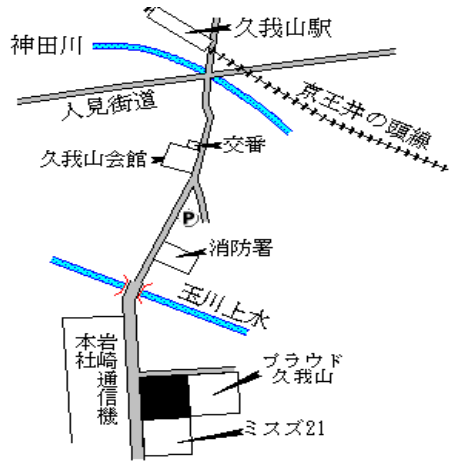 久我山駅
神田川
京王井の頭線
人見街道
交番
久我山会館
P
消防署
玉川上水
岩崎通信機
本社
プラウド
久我山
ミスズ21